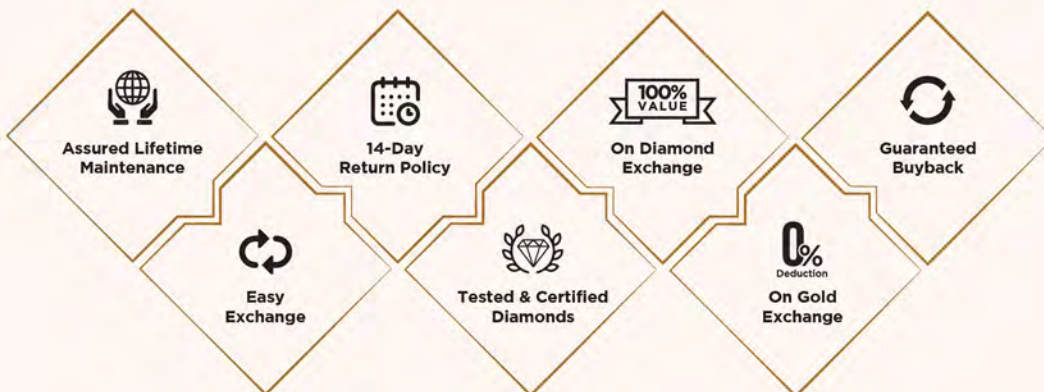 Assured Lifetime
Maintenance
14-Day
Return Policy
100%
VALUE
On Diamond
Exchange
Guaranteed
Buyback
Easy
Exchange
Tested & Certified
Diamonds
0%
Deduction
On Gold
Exchange